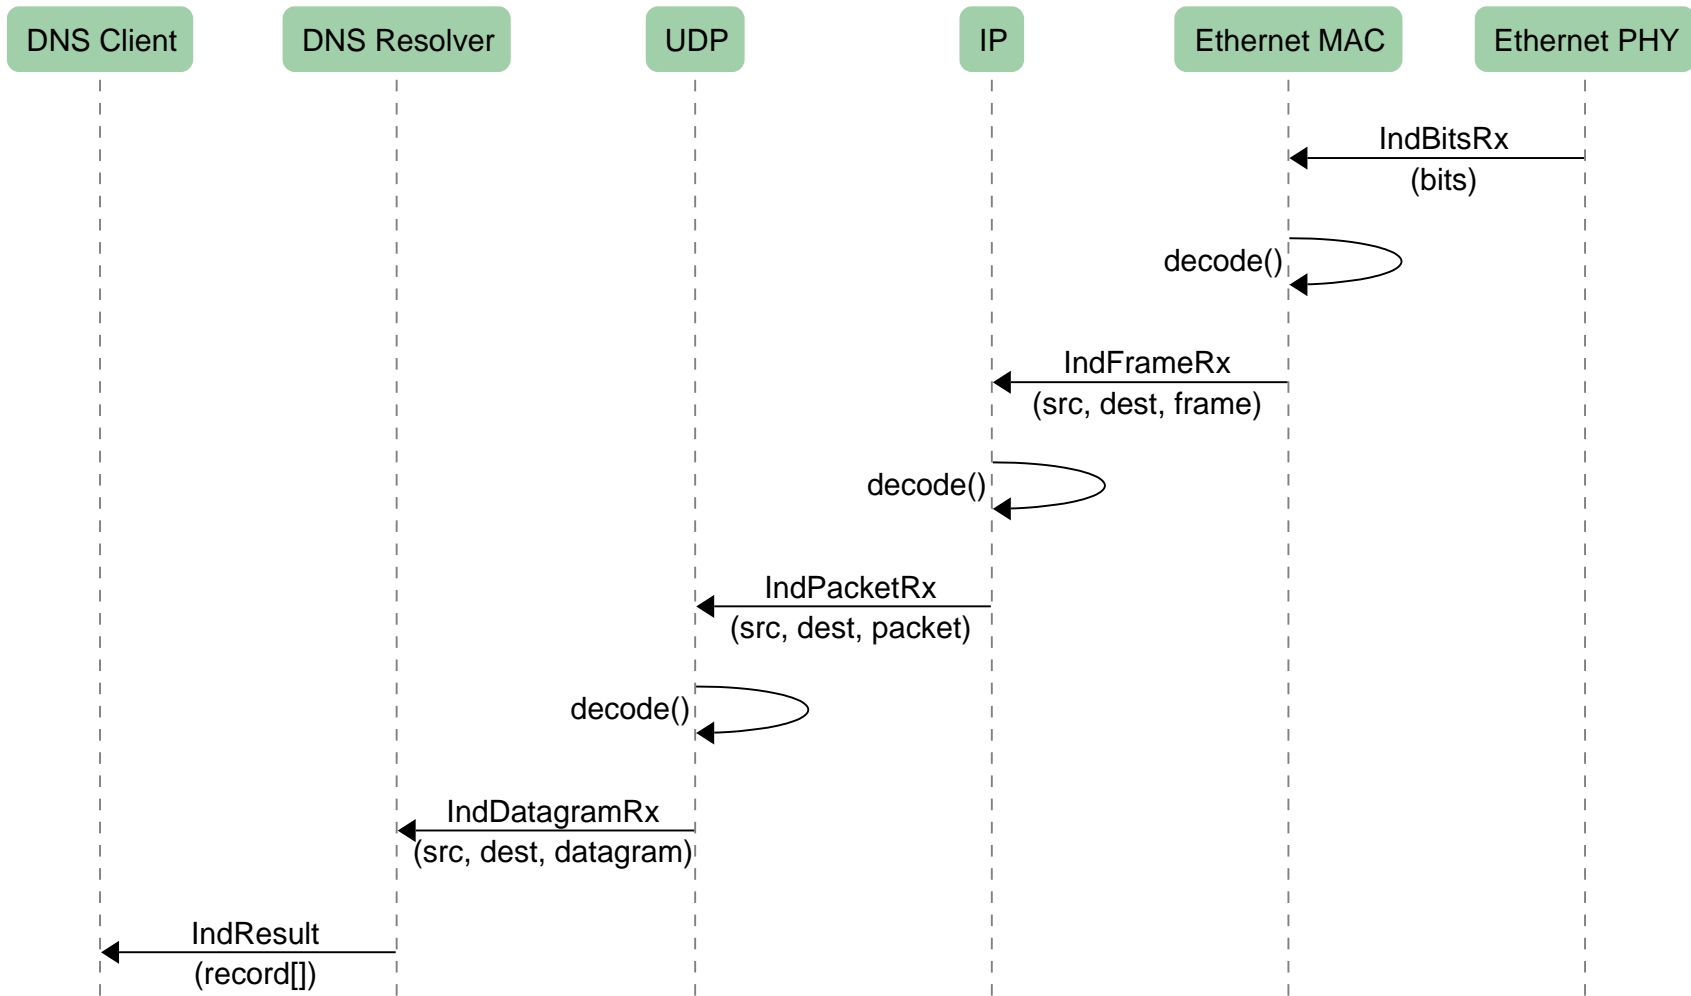 DNS Client
DNS Resolver
UDP
IP
Ethernet MAC
Ethernet PHY
IndBitsRx
(bits)
decode()
IndFrameRx
(src, dest, frame)
decode()
IndPacketRx
(src, dest, packet)
decode()
IndDatagramRx
(src, dest, datagram)
IndResult
(record[])